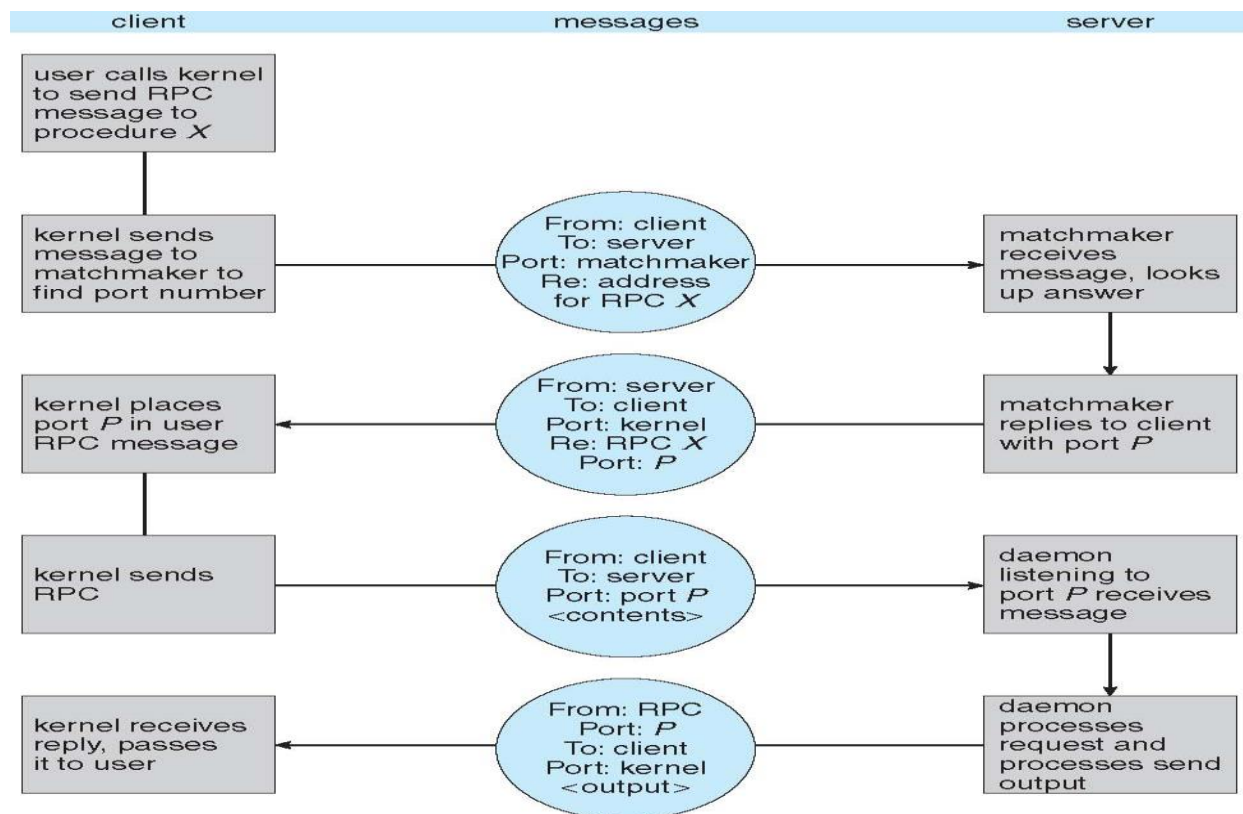 client
messages
server
user calls kernel
to send RPC
message to
procedure X
kernel sends
message to
matchmaker to
find port number
From: client
To: server
Port: matchmaker
Re: address
for RPC X
matchmaker
receives
message, looks
up answer
kernel places
port P in user
RPC message
From: server
To: client
Port: kernel
Re: RPC X
Port: P
matchmaker
replies to client
with port P
kernel sends
RPC
From: client
To: server
Port: port P
<contents>
daemon
listening to
port P receives
message
kernel receives
reply, passes
it to user
From: RPC
Port: P
To: client
Port: kernel
<output>
daemon
processes
request and
processes send
output